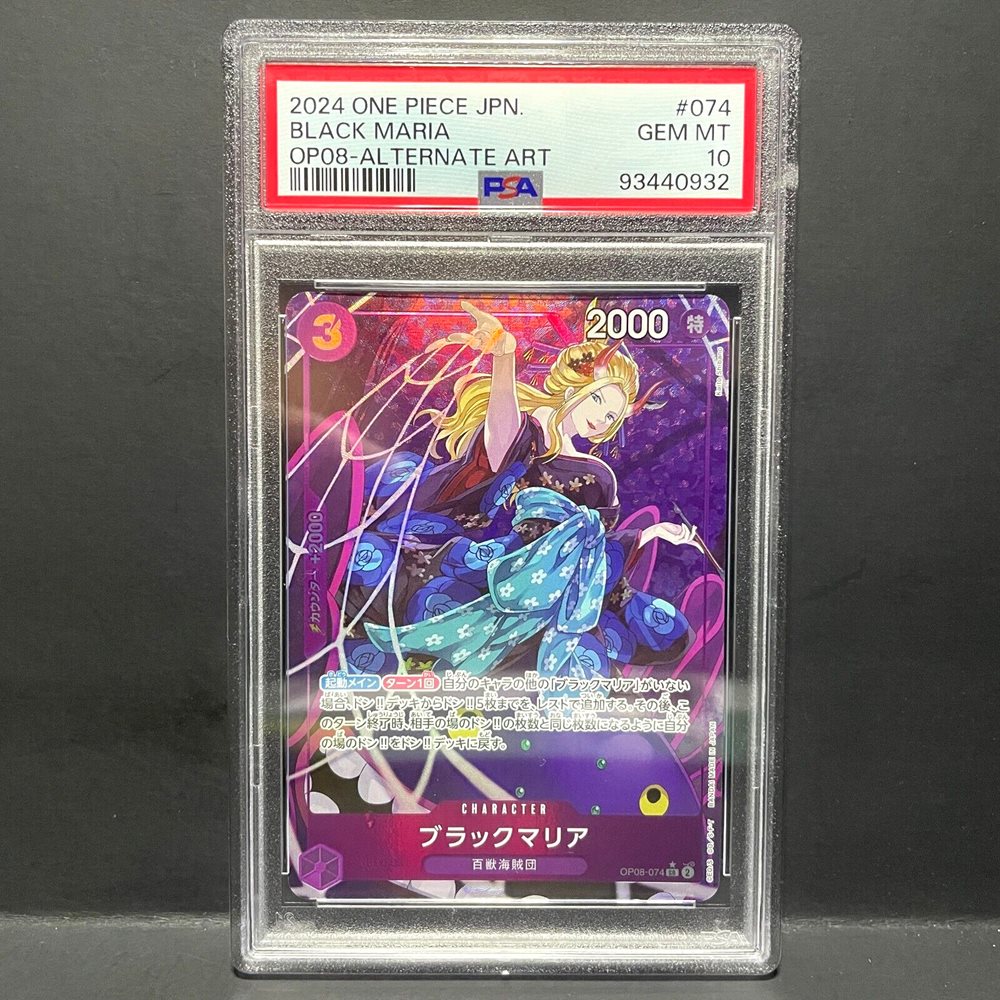 2024 ONE PIECE JPN. #074
BLACK MARIA GEM MT
OP08-ALTERNATE ART 10
PSA 93440932
3
2000 特
カウンター +2000
起動メイン ターン1回 自分のキャラの他の「ブラックマリア」がいない
場合、ドン!!デッキからドン!!5枚までを、レストで追加する。その後、こ
のターン終了時、相手の場のドン!!の枚数と同じ枚数になるように自分
の場のドン!!をドン!!デッキに戻す。
BANDAI MADE IN JAPAN
CHARACTER
ブラックマリア
百獣海賊団
OP08-074 SR 2